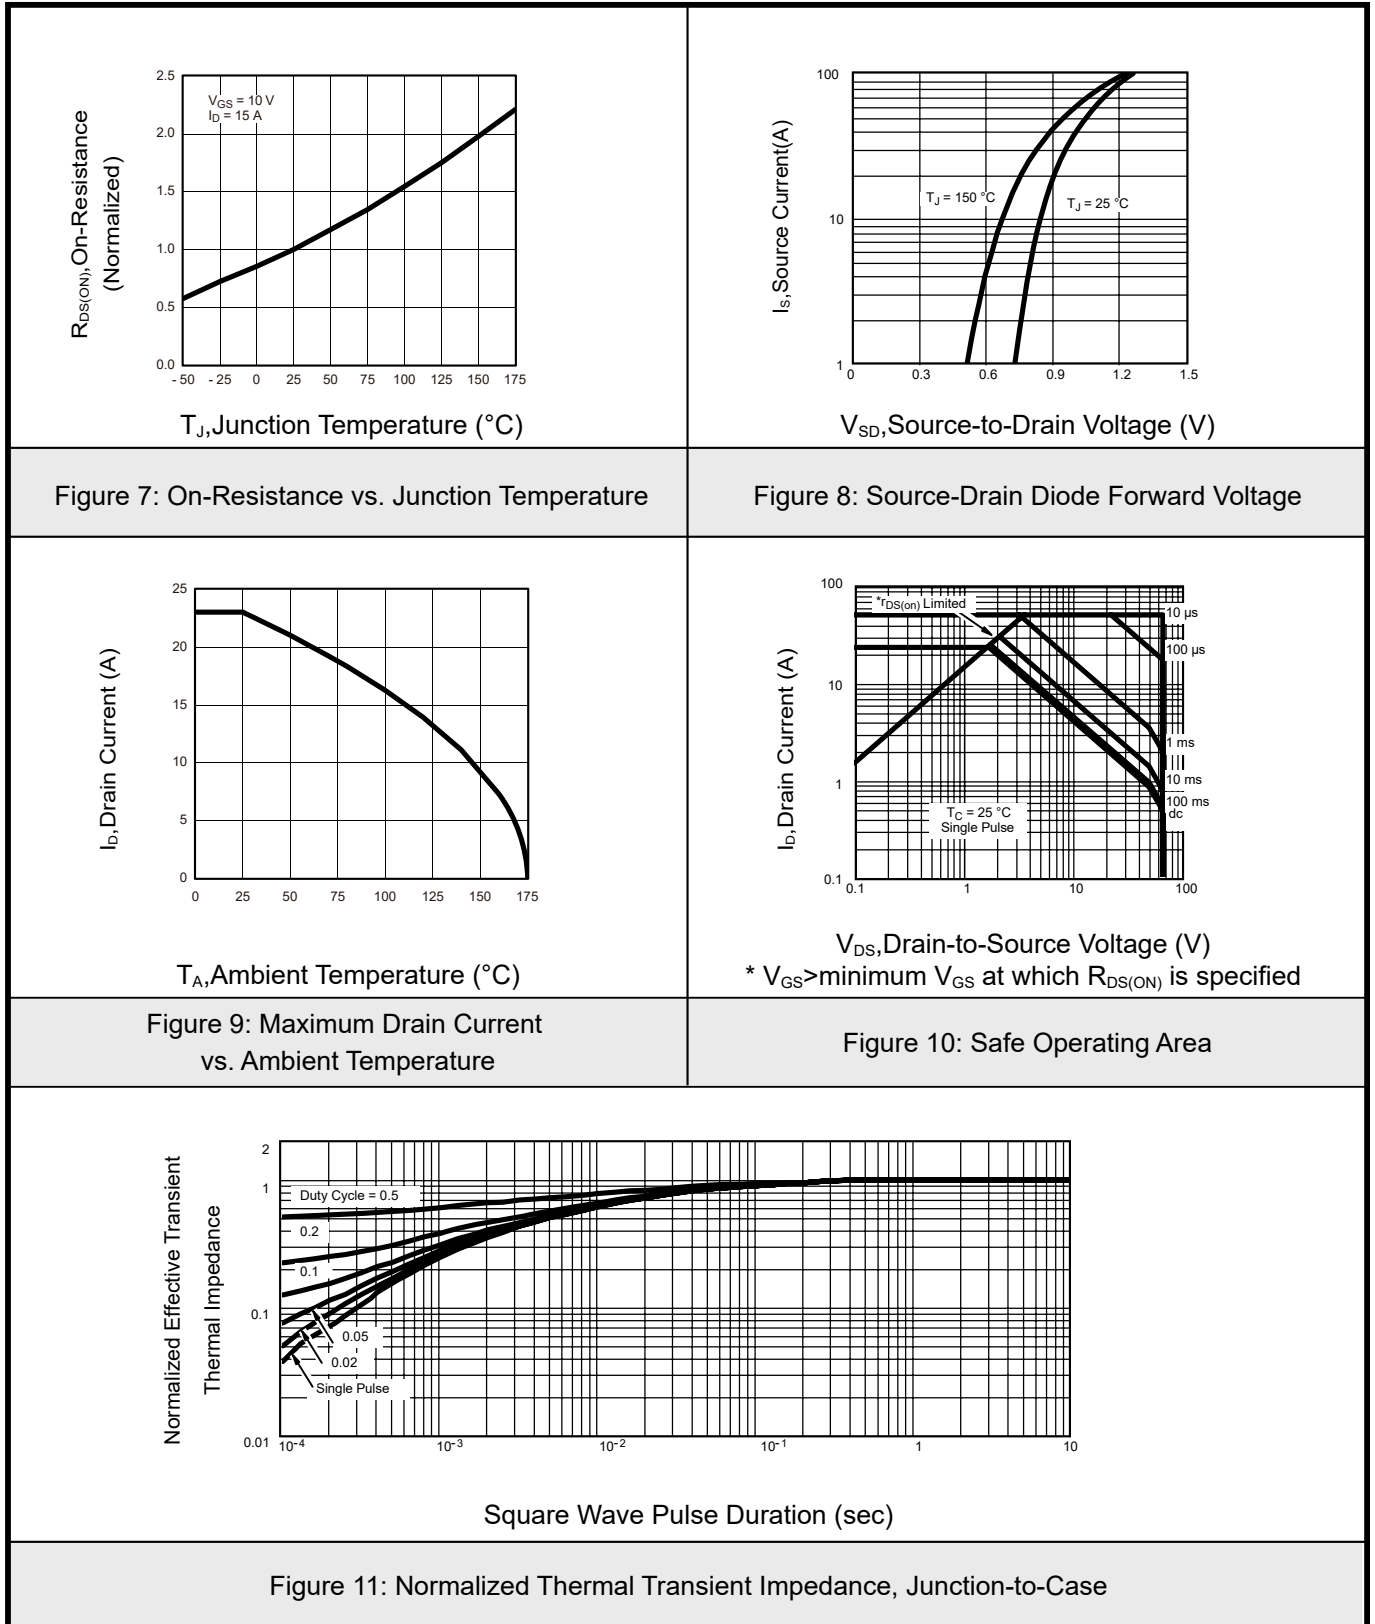 2.5
2.0
1.5
1.0
0.5
0.0
VGS = 10 V
ID = 15 A
- 50 - 25 0 25 50 75 100 125 150 175
RDS(ON),On-Resistance
(Normalized)
TJ,Junction Temperature (°C)
100
10
1
TJ = 150 °C
TJ = 25 °C
0 0.3 0.6 0.9 1.2 1.5
IS,Source Current(A)
VSD,Source-to-Drain Voltage (V)
Figure 7: On-Resistance vs. Junction Temperature
Figure 8: Source-Drain Diode Forward Voltage
25
20
15
10
5
0
0 25 50 75 100 125 150 175
ID,Drain Current (A)
TA,Ambient Temperature (°C)
100
10
1
0.1
*rDS(on) Limited
10 µs
100 µs
1 ms
10 ms
100 ms
dc
TC = 25 °C
Single Pulse
0.1 1 10 100
ID,Drain Current (A)
VDS,Drain-to-Source Voltage (V)
* VGS>minimum VGS at which RDS(ON) is specified
Figure 9: Maximum Drain Current
vs. Ambient Temperature
Figure 10: Safe Operating Area
2
1
0.1
0.01
Duty Cycle = 0.5
0.2
0.1
0.05
0.02
Single Pulse
10-4 10-3 10-2 10-1 1 10
Normalized Effective Transient
Thermal Impedance
Square Wave Pulse Duration (sec)
Figure 11: Normalized Thermal Transient Impedance, Junction-to-Case